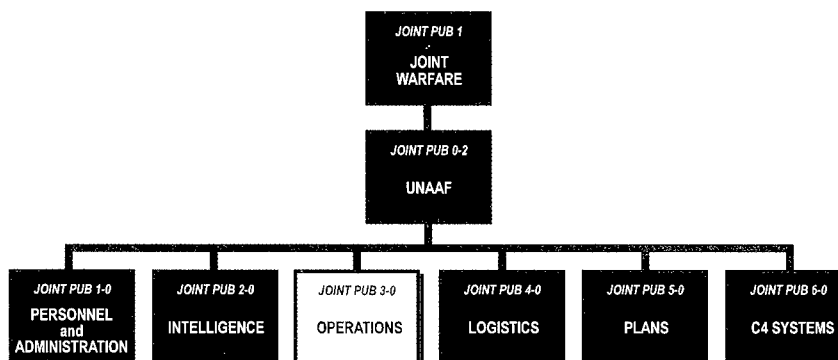 JOINT PUB 1
JOINT
WARFARE
JOINT PUB 0-2
UNAAF
JOINT PUB 1-0
PERSONNEL
and
ADMINISTRATION
JOINT PUB 2-0
INTELLIGENCE
JOINT PUB 3-0
OPERATIONS
JOINT PUB 4-0
LOGISTICS
JOINT PUB 5-0
PLANS
JOINT PUB 6-0
C4 SYSTEMS